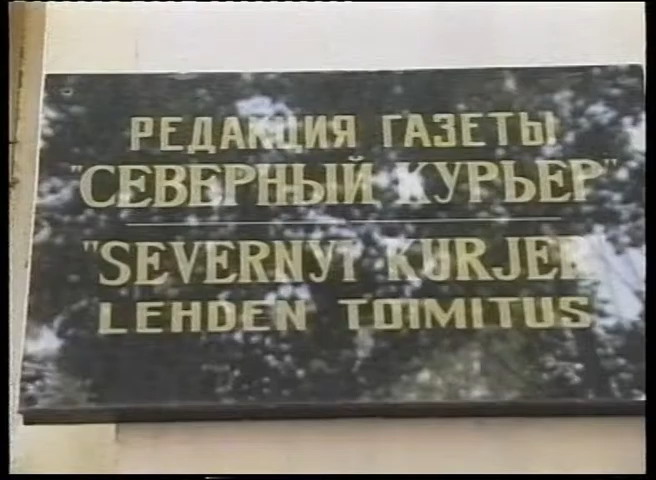 РЕДАКЦИЯ ГАЗЕТЫ
"СЕВЕРНЫЙ КУРЬЕР"
"SEVERNYI KURJER
LEHDEN TOIMITUS